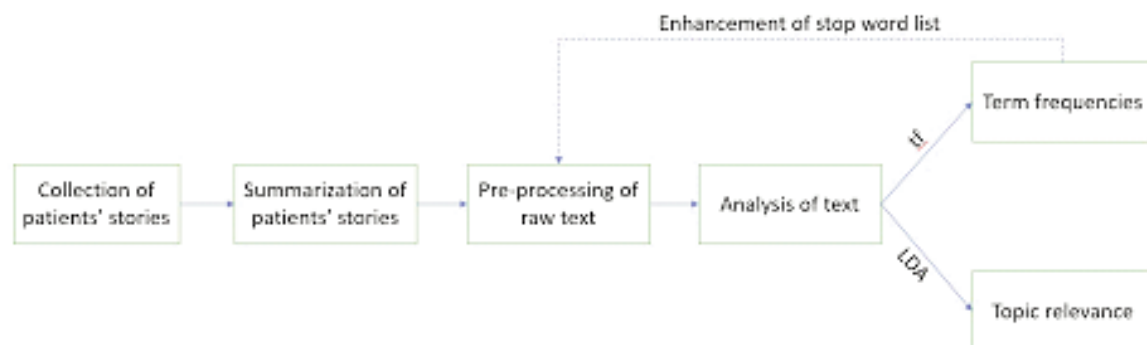 Enhancement of stop word list
Term frequencies
tf
Collection of
patients' stories
Summarization of
patients' stories
Pre-processing of
raw text
Analysis of text
LDA
Topic relevance